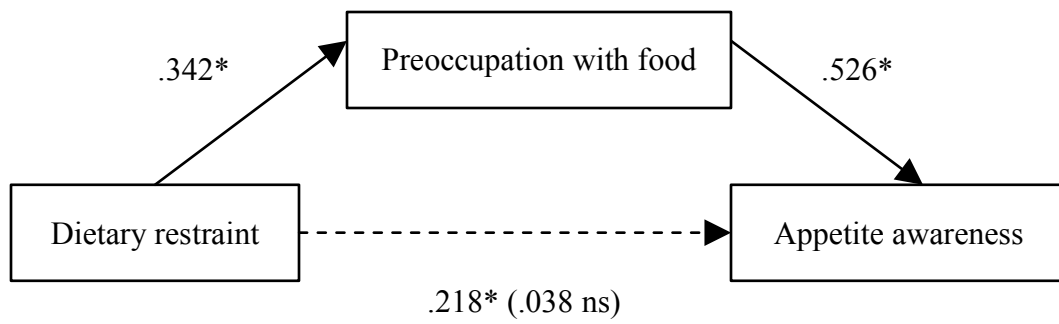 Preoccupation with food
.342*
.526*
Dietary restraint
Appetite awareness
.218* (.038 ns)